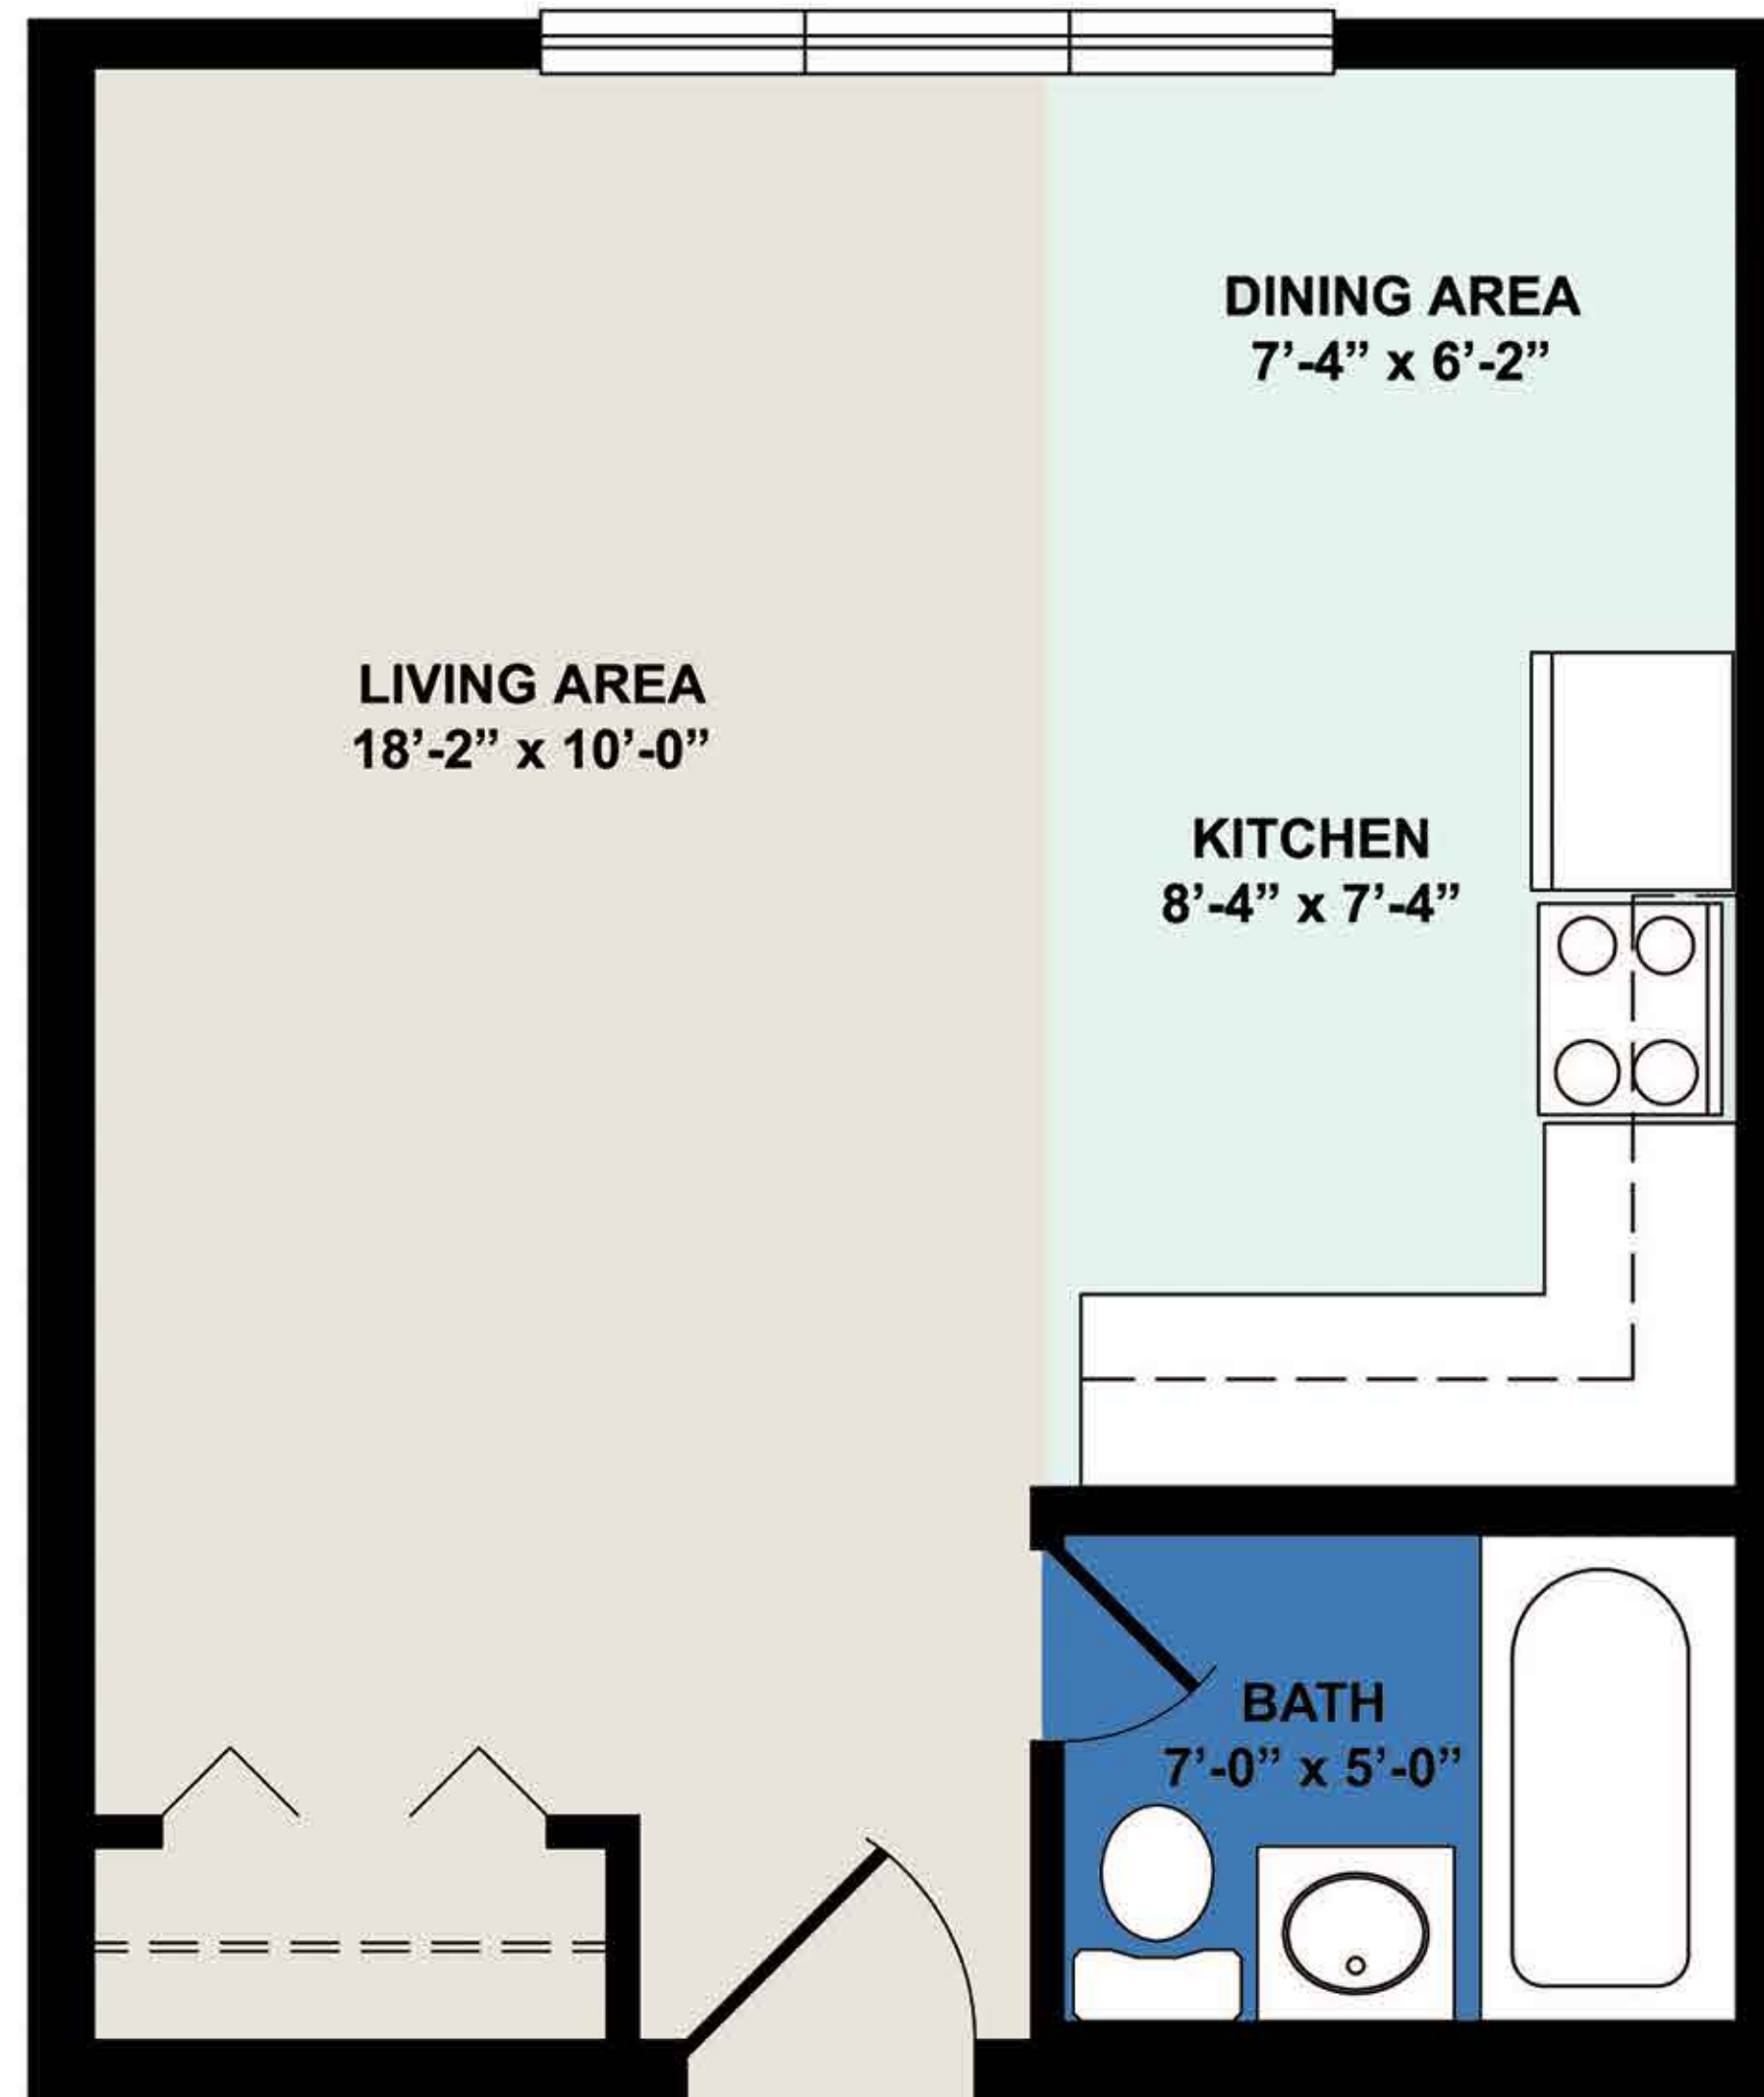 DINING AREA
7’-4” x 6’-2”
LIVING AREA
18’-2” x 10’-0”
KITCHEN
8’-4” x 7’-4”
BATH
7’-0” x 5’-0”